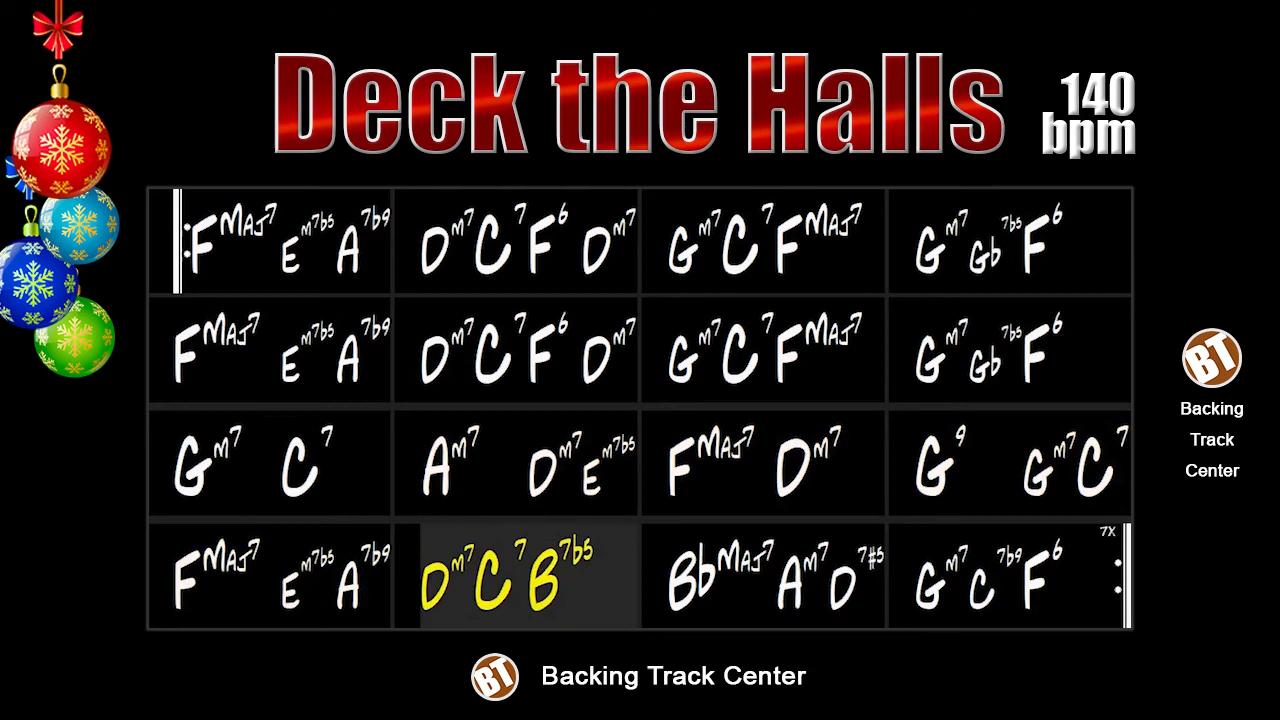 Deck the Halls
140
bpm
FMAJ7 Em7b5 A7b9 Dm7 C7 F6 Dm7 Gm7 C7 FMAJ7 Gm7 Gb7b5 F6
FMAJ7 Em7b5 A7b9 Dm7 C7 F6 Dm7 Gm7 C7 FMAJ7 Gm7 Gb7b5 F6
Gm7 C7 Am7 Dm7 Em7b5 FMAJ7 Dm7 G9 Gm7 C7
7X
FMAJ7 Em7b5 A7b9 Dm7 C7 B7b5 BbMAJ7 Am7 D7#5 Gm7 C7b9 F6
BT
Backing
Track
Center
BT Backing Track Center